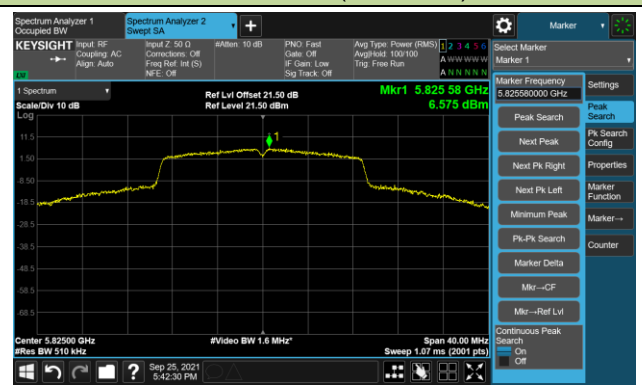 Spectrum Analyzer 1
Occupied BW
Spectrum Analyzer 2
Swept SA
Marker
KEYSIGHT
Input: RF
Coupling: AC
Align: Auto
Input Z: 50 Ω
Corrections: Off
Freq Ref: Int (S)
NFE: Off
#Atten: 10 dB
PNO: Fast
Gate: Off
IF Gain: Low
Sig Track: Off
Avg Type: Power (RMS)
Avg|Hold: 100/100
Trig: Free Run
1 2 3 4 5 6
A W W W W W
A N N N N N
LXI
1 Spectrum
Scale/Div 10 dB
Log
Ref Lvl Offset 21.50 dB
Ref Level 21.50 dBm
Mkr1 5.825 58 GHz
6.575 dBm
1
11.5
1.50
-8.50
-18.5
-28.5
-38.5
-48.5
-58.5
-68.5
Center 5.82500 GHz
#Res BW 510 kHz
#Video BW 1.6 MHz*
Span 40.00 MHz
Sweep 1.07 ms (2001 pts)
Sep 25, 2021
5:42:30 PM
Select Marker
Marker 1
Marker Frequency
5.825580000 GHz
Peak Search
Next Peak
Next Pk Right
Next Pk Left
Minimum Peak
Pk-Pk Search
Marker Delta
Mkr→CF
Mkr→Ref Lvl
Continuous Peak
Search
On
Off
Settings
Peak
Search
Pk Search
Config
Properties
Marker
Function
Marker→
Counter